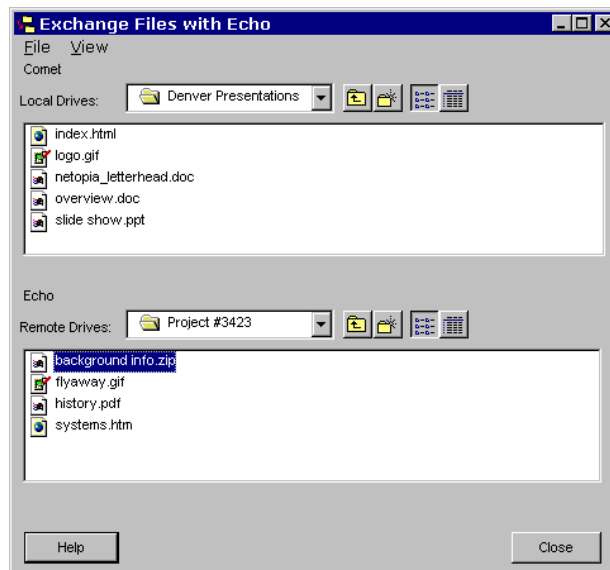 Exchange Files with Echo
File View
Comet
Local Drives: Denver Presentations
index.html
logo.gif
netopia_letterhead.doc
overview.doc
slide show.ppt
Echo
Remote Drives: Project #3423
background info.zip
flyaway.gif
history.pdf
systems.htm
Help Close